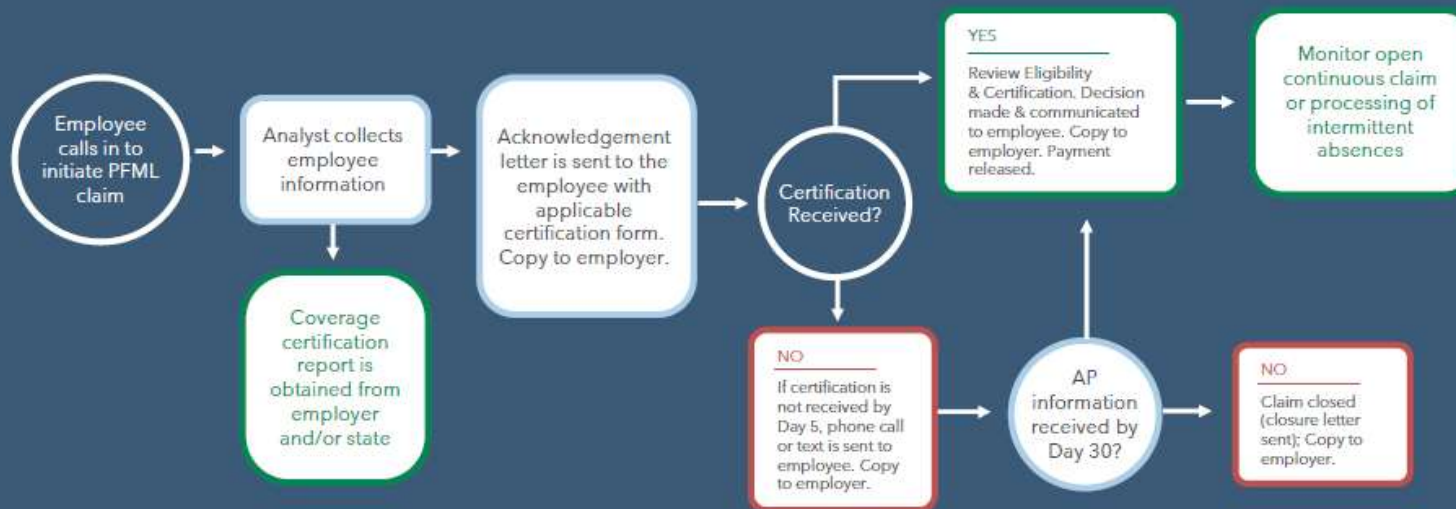 Employee
calls in to
initiate PFML
claim
Analyst collects
employee
information
Coverage
certification
report is
obtained from
employer
and/or state
Acknowledgement
letter is sent to the
employee with
applicable
certification form.
Copy to employer.
Certification
Received?
YES
Review Eligibility
& Certification. Decision
made & communicated
to employee. Copy to
employer. Payment
released.
Monitor open
continuous claim
or processing of
intermittent
absences
NO
If certification is
not received by
Day 5, phone call
or text is sent to
employee. Copy
to employer.
AP
information
received by
Day 30?
NO
Claim closed
(closure letter
sent); Copy to
employer.